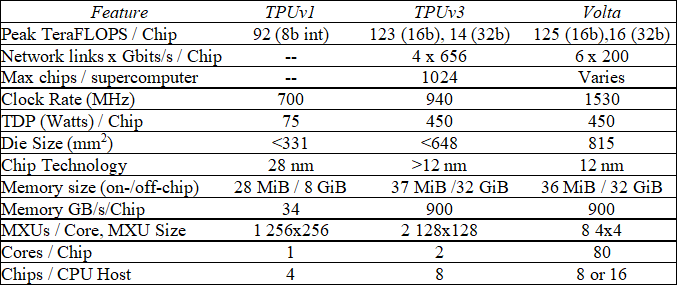 Feature TPUv1 TPUv3 Volta
Peak TeraFLOPS / Chip 92 (8b int) 123 (16b), 14 (32b) 125 (16b),16 (32b)
Network links x Gbits/s / Chip -- 4 x 656 6 x 200
Max chips / supercomputer -- 1024 Varies
Clock Rate (MHz) 700 940 1530
TDP (Watts) / Chip 75 450 450
Die Size (mm²) <331 <648 815
Chip Technology 28 nm >12 nm 12 nm
Memory size (on-/off-chip) 28 MiB / 8 GiB 37 MiB /32 GiB 36 MiB / 32 GiB
Memory GB/s/Chip 34 900 900
MXUs / Core, MXU Size 1 256x256 2 128x128 8 4x4
Cores / Chip 1 2 80
Chips / CPU Host 4 8 8 or 16